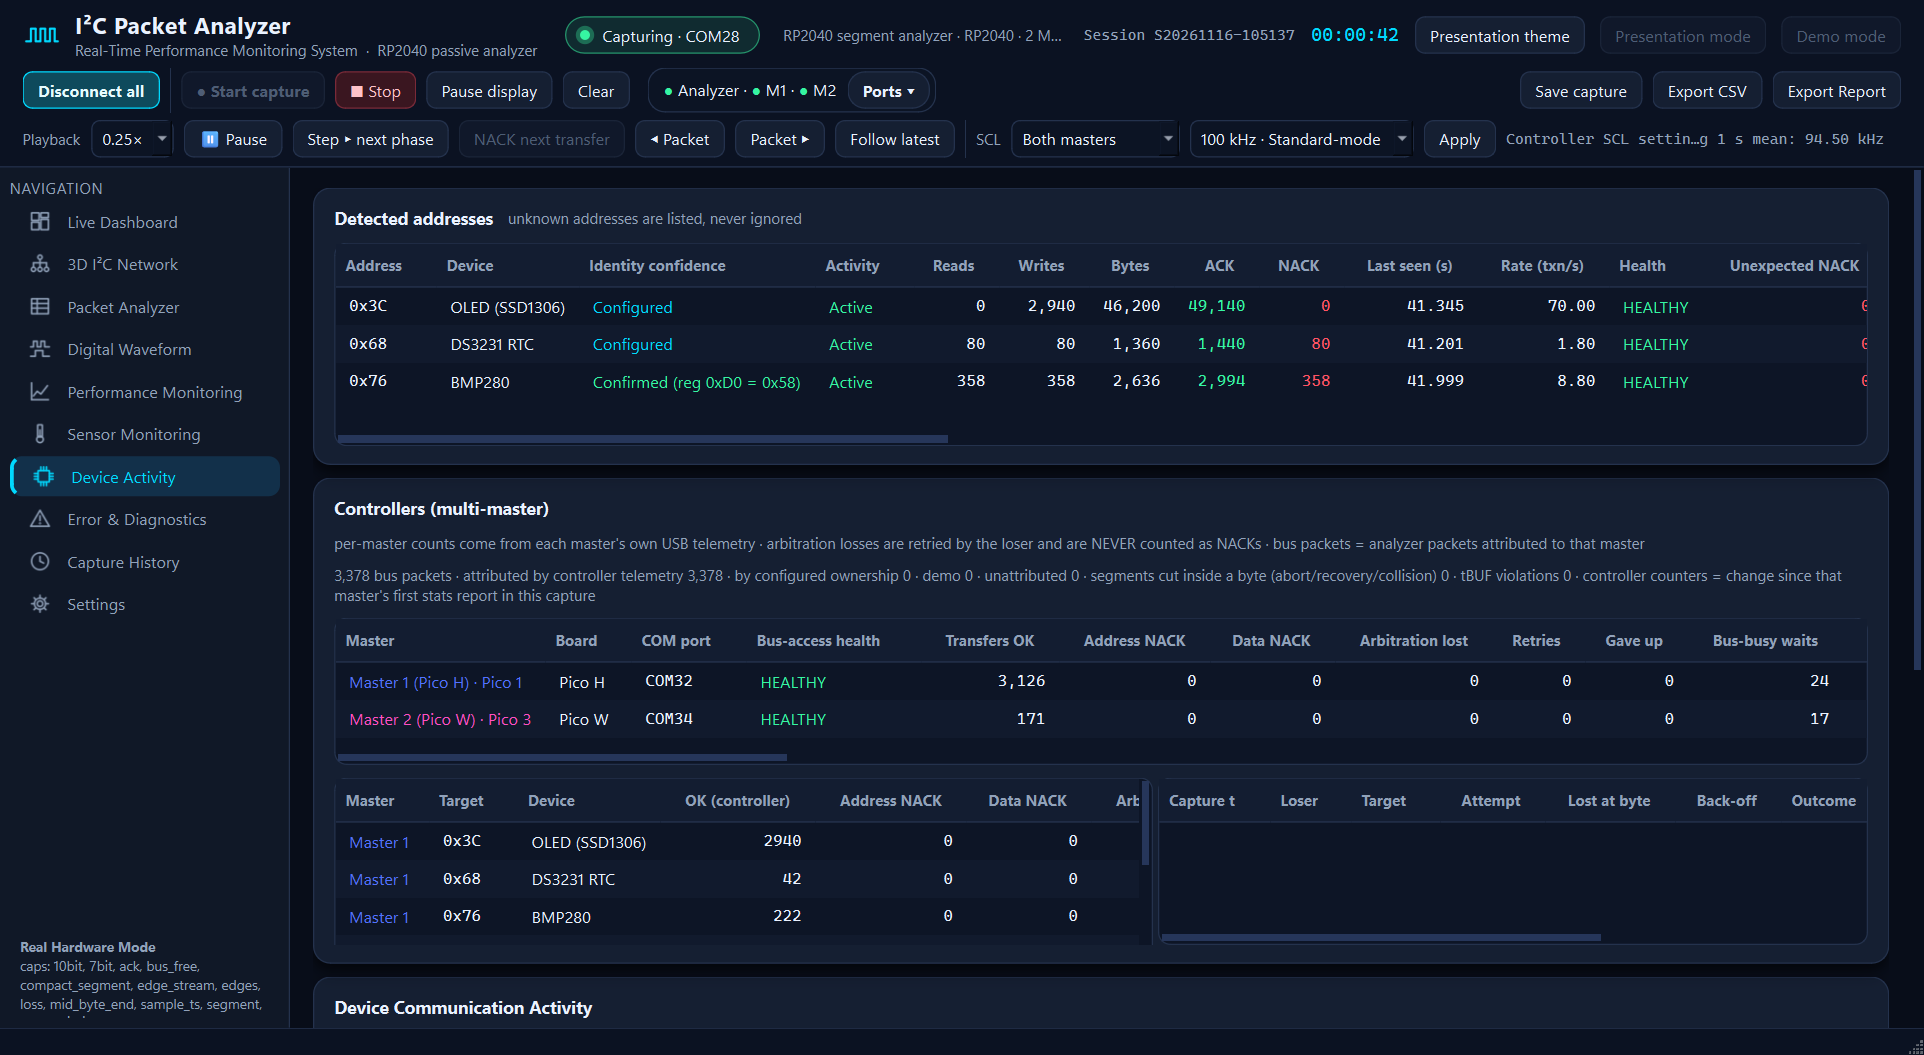 I²C Packet Analyzer
Real-Time Performance Monitoring System · RP2040 passive analyzer
Capturing · COM28
RP2040 segment analyzer · RP2040 · 2 M…
Session S20261116-105137
00:00:42
Presentation theme
Presentation mode
Demo mode
Disconnect all
● Start capture
Stop
Pause display
Clear
● Analyzer · ● M1 · ● M2
Ports ▾
Save capture
Export CSV
Export Report
Playback
0.25×
Pause
Step ▸ next phase
NACK next transfer
◂ Packet
Packet ▸
Follow latest
SCL
Both masters
100 kHz · Standard-mode
Apply
Controller SCL settin…g 1 s mean: 94.50 kHz
NAVIGATION
Live Dashboard
3D I²C Network
Packet Analyzer
Digital Waveform
Performance Monitoring
Sensor Monitoring
Device Activity
Error & Diagnostics
Capture History
Settings
Real Hardware Mode
caps: 10bit, 7bit, ack, bus_free,
compact_segment, edge_stream, edges,
loss, mid_byte_end, sample_ts, segment,
Detected addresses unknown addresses are listed, never ignored
Address Device Identity confidence Activity Reads Writes Bytes ACK NACK Last seen (s) Rate (txn/s) Health Unexpected NACK
0x3C OLED (SSD1306) Configured Active 0 2,940 46,200 49,140 0 41.345 70.00 HEALTHY 0
0x68 DS3231 RTC Configured Active 80 80 1,360 1,440 80 41.201 1.80 HEALTHY 0
0x76 BMP280 Confirmed (reg 0xD0 = 0x58) Active 358 358 2,636 2,994 358 41.999 8.80 HEALTHY 0
Controllers (multi-master)
per-master counts come from each master's own USB telemetry · arbitration losses are retried by the loser and are NEVER counted as NACKs · bus packets = analyzer packets attributed to that master
3,378 bus packets · attributed by controller telemetry 3,378 · by configured ownership 0 · demo 0 · unattributed 0 · segments cut inside a byte (abort/recovery/collision) 0 · tBUF violations 0 · controller counters = change since that
master's first stats report in this capture
Master Board COM port Bus-access health Transfers OK Address NACK Data NACK Arbitration lost Retries Gave up Bus-busy waits
Master 1 (Pico H) · Pico 1 Pico H COM32 HEALTHY 3,126 0 0 0 0 0 24
Master 2 (Pico W) · Pico 3 Pico W COM34 HEALTHY 171 0 0 0 0 0 17
Master Target Device OK (controller) Address NACK Data NACK Arb
Master 1 0x3C OLED (SSD1306) 2940 0 0
Master 1 0x68 DS3231 RTC 42 0 0
Master 1 0x76 BMP280 222 0 0
Capture t Loser Target Attempt Lost at byte Back-off Outcome
Device Communication Activity